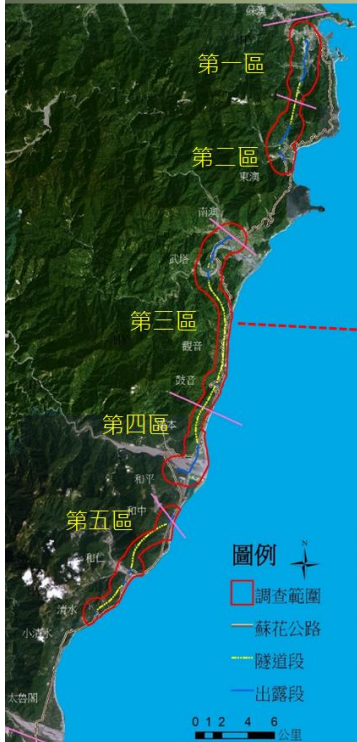 蘇澳
第一區
第二區
東澳
南澳
武塔
第三區
觀音
鼓音
第四區
本
和平
第五區
和中
和仁
清水
小清水
太魯閣
圖例
N
調查範圍
蘇花公路
隧道段
出露段
0 1 2 4 6
公里